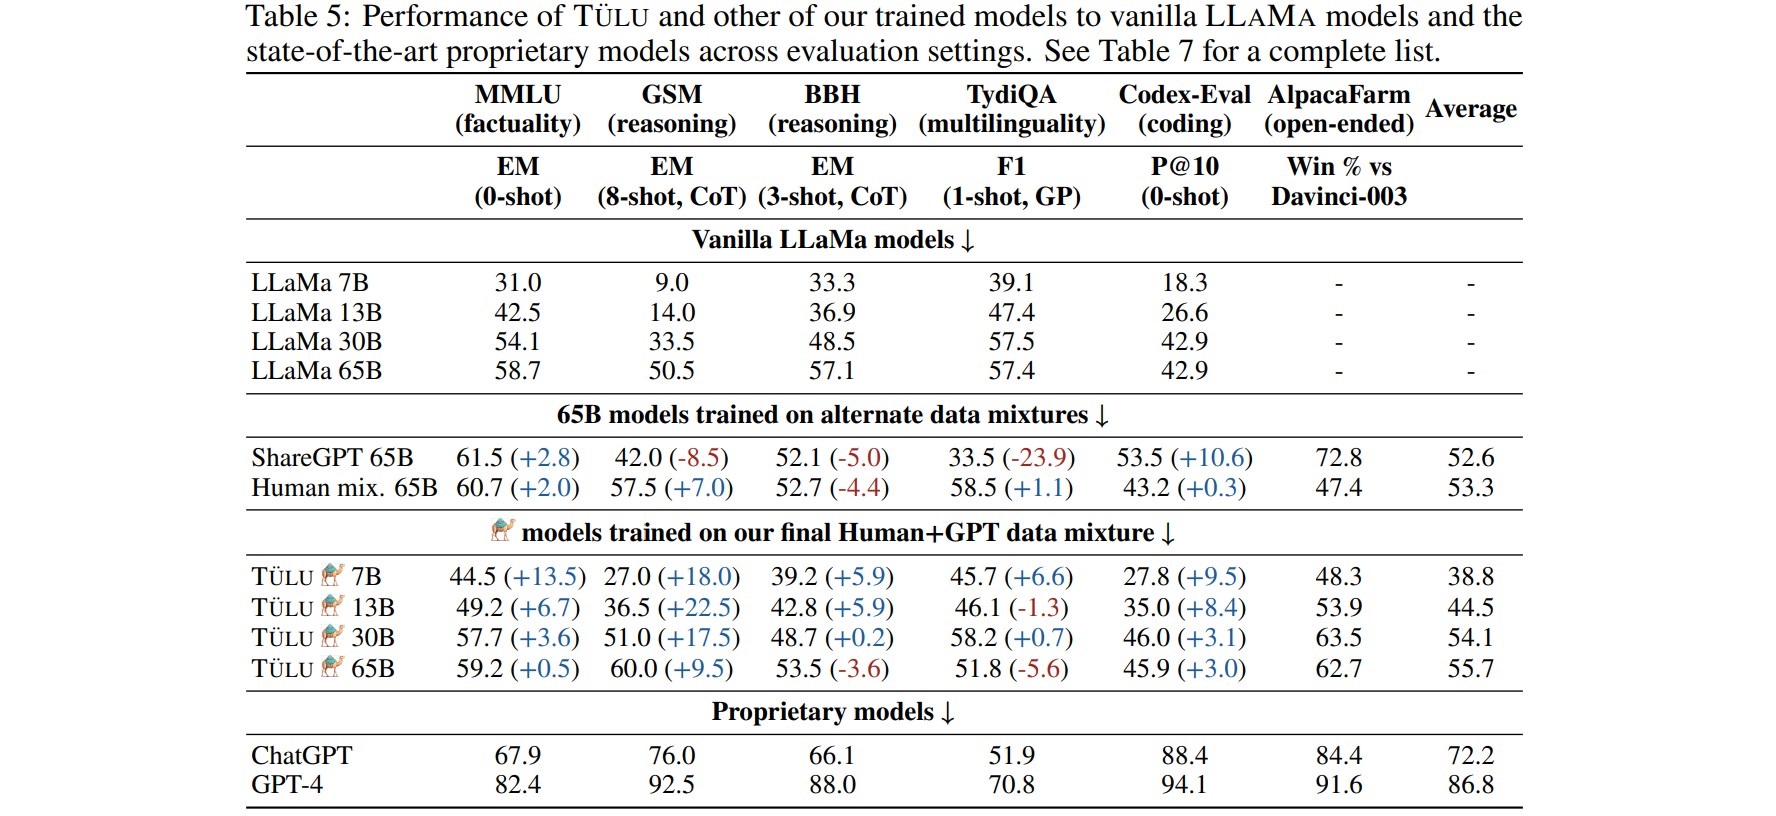 Table 5: Performance of TÜLU and other of our trained models to vanilla LLAMA models and the
state-of-the-art proprietary models across evaluation settings. See Table 7 for a complete list.
MMLU GSM BBH TydiQA Codex-Eval AlpacaFarm Average
(factuality) (reasoning) (reasoning) (multilinguality) (coding) (open-ended)
EM EM EM F1 P@10 Win % vs
(0-shot) (8-shot, CoT) (3-shot, CoT) (1-shot, GP) (0-shot) Davinci-003
Vanilla LLaMa models ↓
LLaMa 7B 31.0 9.0 33.3 39.1 18.3 - -
LLaMa 13B 42.5 14.0 36.9 47.4 26.6 - -
LLaMa 30B 54.1 33.5 48.5 57.5 42.9 - -
LLaMa 65B 58.7 50.5 57.1 57.4 42.9 - -
65B models trained on alternate data mixtures ↓
ShareGPT 65B 61.5 (+2.8) 42.0 (-8.5) 52.1 (-5.0) 33.5 (-23.9) 53.5 (+10.6) 72.8 52.6
Human mix. 65B 60.7 (+2.0) 57.5 (+7.0) 52.7 (-4.4) 58.5 (+1.1) 43.2 (+0.3) 47.4 53.3
🐪 models trained on our final Human+GPT data mixture ↓
TÜLU 🐪 7B 44.5 (+13.5) 27.0 (+18.0) 39.2 (+5.9) 45.7 (+6.6) 27.8 (+9.5) 48.3 38.8
TÜLU 🐪 13B 49.2 (+6.7) 36.5 (+22.5) 42.8 (+5.9) 46.1 (-1.3) 35.0 (+8.4) 53.9 44.5
TÜLU 🐪 30B 57.7 (+3.6) 51.0 (+17.5) 48.7 (+0.2) 58.2 (+0.7) 46.0 (+3.1) 63.5 54.1
TÜLU 🐪 65B 59.2 (+0.5) 60.0 (+9.5) 53.5 (-3.6) 51.8 (-5.6) 45.9 (+3.0) 62.7 55.7
Proprietary models ↓
ChatGPT 67.9 76.0 66.1 51.9 88.4 84.4 72.2
GPT-4 82.4 92.5 88.0 70.8 94.1 91.6 86.8